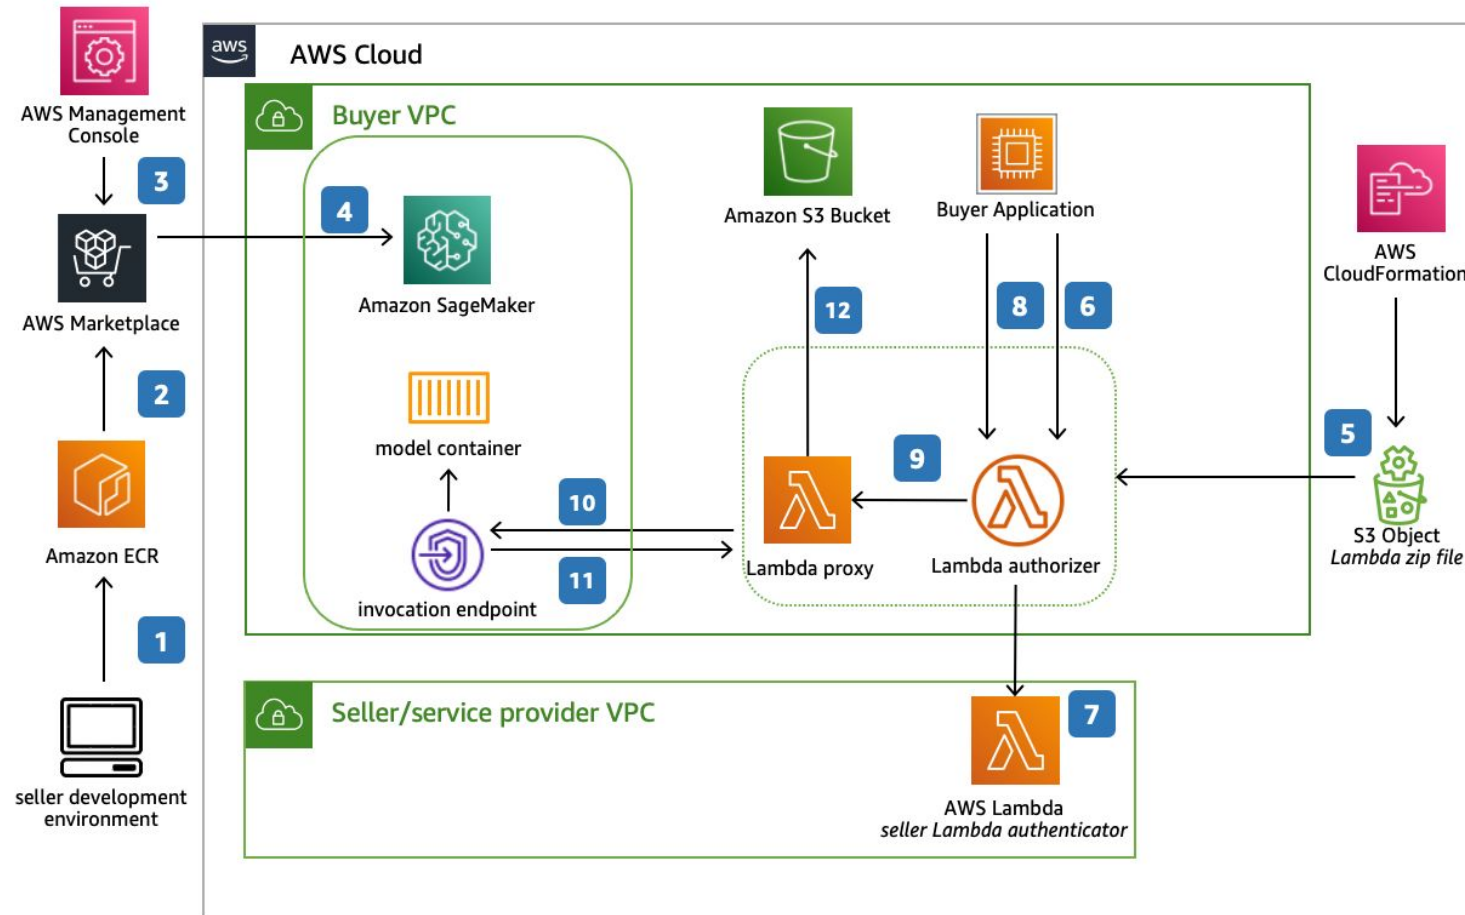 AWS Management
Console
3
AWS Marketplace
2
Amazon ECR
1
seller development
environment
aws
AWS Cloud
Buyer VPC
4
Amazon SageMaker
model container
invocation endpoint
10
11
Amazon S3 Bucket
12
Buyer Application
8
6
9
Lambda proxy
Lambda authorizer
AWS
CloudFormation
5
S3 Object
Lambda zip file
Seller/service provider VPC
7
AWS Lambda
seller Lambda authenticator